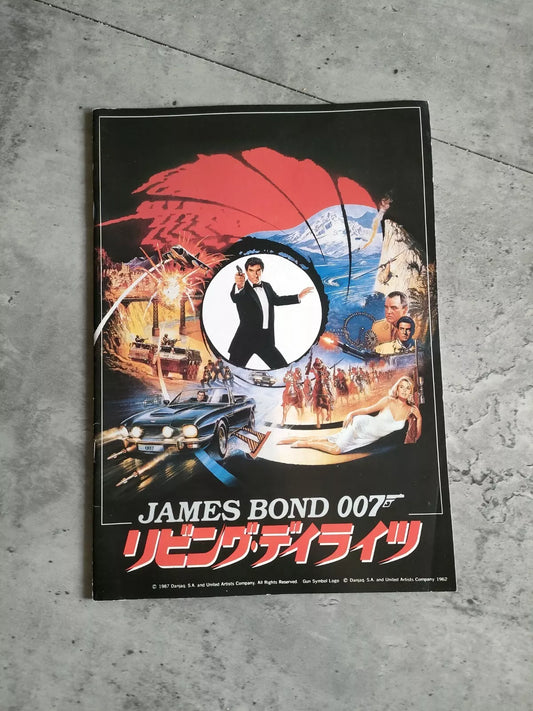 JAMES BOND 007
リビング・デイライツ
© 1987 Danjaq, S.A. and United Artists Company. All Rights Reserved. Gun Symbol Logo © Danjaq, S.A. and United Artists Company 1962